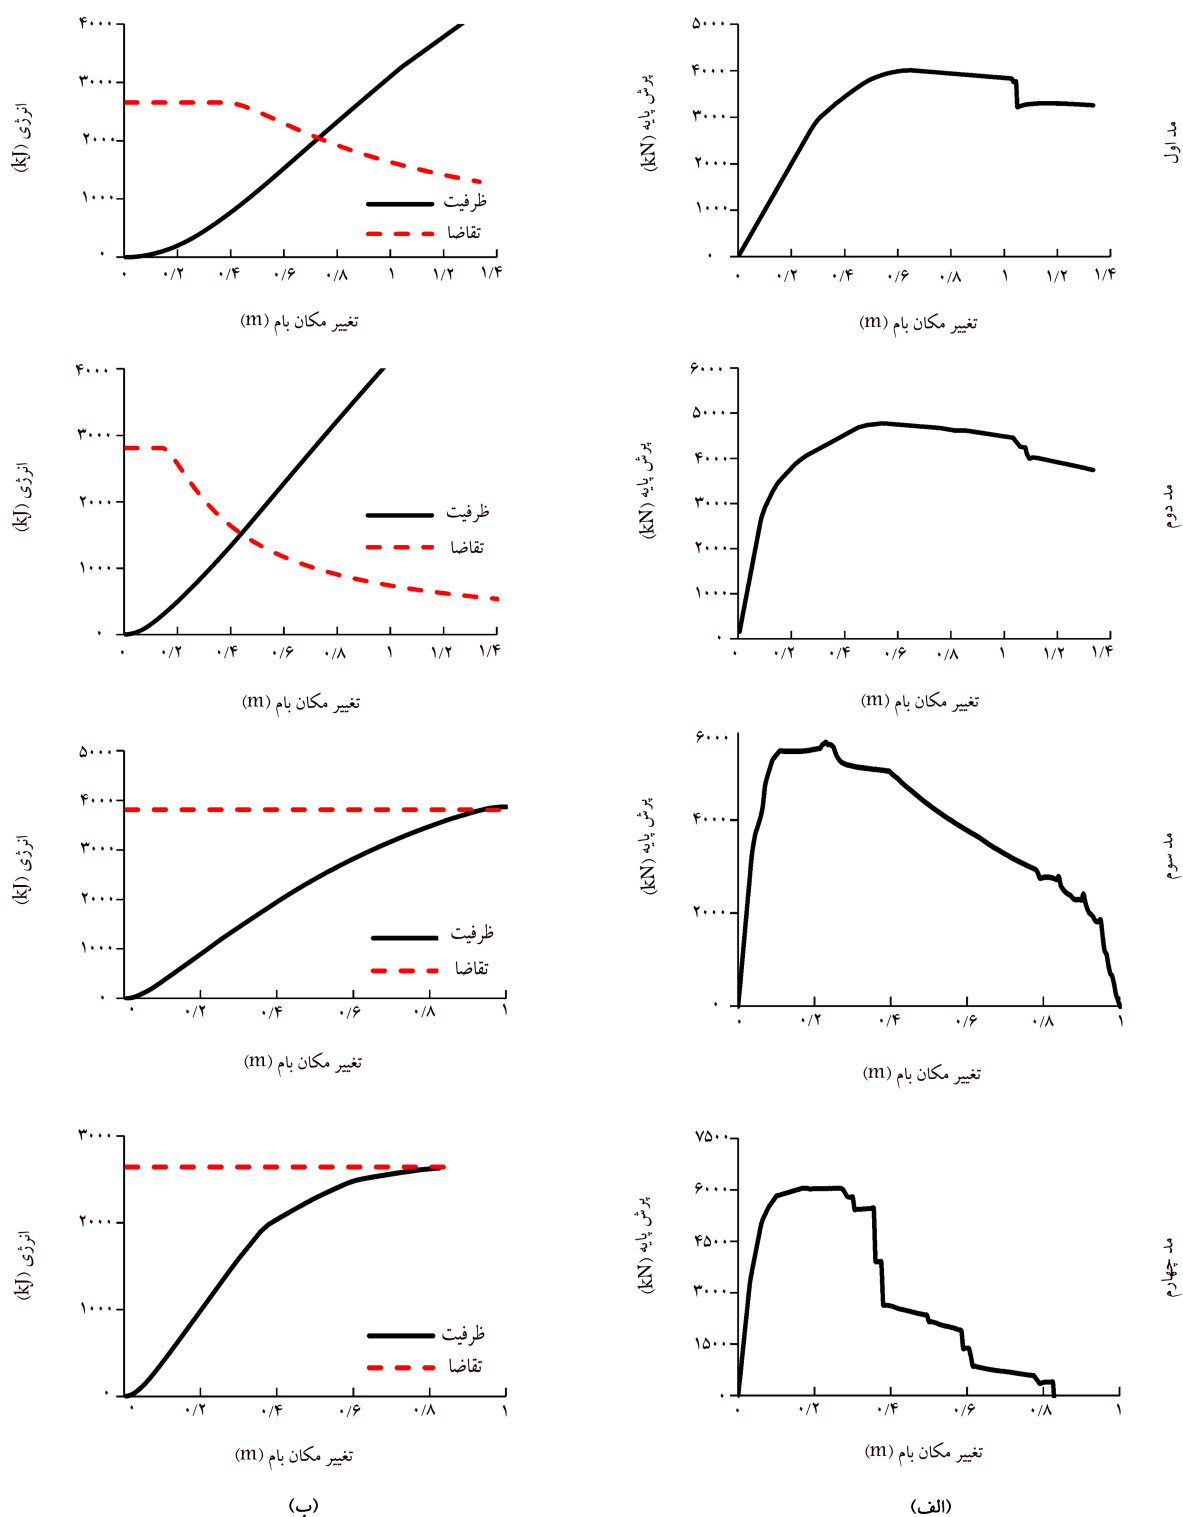 ۵۰۰۰
۴۰۰۰
۳۰۰۰
۲۰۰۰
۱۰۰۰
۰
۰ ۰/۲ ۰/۴ ۰/۶ ۰/۸ ۱ ۱/۲ ۱/۴
پرش پایه (kN)
تغییر مکان بام (m)
مد اول
۴۰۰۰
۳۰۰۰
۲۰۰۰
۱۰۰۰
۰
۰ ۰/۲ ۰/۴ ۰/۶ ۰/۸ ۱ ۱/۲ ۱/۴
انرژی (kJ)
ظرفیت
تقاضا
تغییر مکان بام (m)
۶۰۰۰
۵۰۰۰
۴۰۰۰
۳۰۰۰
۲۰۰۰
۱۰۰۰
۰
۰ ۰/۲ ۰/۴ ۰/۶ ۰/۸ ۱ ۱/۲ ۱/۴
پرش پایه (kN)
تغییر مکان بام (m)
مد دوم
۴۰۰۰
۳۰۰۰
۲۰۰۰
۱۰۰۰
۰
۰ ۰/۲ ۰/۴ ۰/۶ ۰/۸ ۱ ۱/۲ ۱/۴
انرژی (kJ)
ظرفیت
تقاضا
تغییر مکان بام (m)
۶۰۰۰
۴۰۰۰
۲۰۰۰
۰
۰ ۰/۲ ۰/۴ ۰/۶ ۰/۸ ۱
پرش پایه (kN)
تغییر مکان بام (m)
مد سوم
۵۰۰۰
۴۰۰۰
۳۰۰۰
۲۰۰۰
۱۰۰۰
۰
۰ ۰/۲ ۰/۴ ۰/۶ ۰/۸ ۱
انرژی (kJ)
ظرفیت
تقاضا
تغییر مکان بام (m)
۷۵۰۰
۶۰۰۰
۴۵۰۰
۳۰۰۰
۱۵۰۰
۰
۰ ۰/۲ ۰/۴ ۰/۶ ۰/۸ ۱
پرش پایه (kN)
تغییر مکان بام (m)
مد چهارم
۳۰۰۰
۲۰۰۰
۱۰۰۰
۰
۰ ۰/۲ ۰/۴ ۰/۶ ۰/۸ ۱
انرژی (kJ)
ظرفیت
تقاضا
تغییر مکان بام (m)
(الف)
(ب)